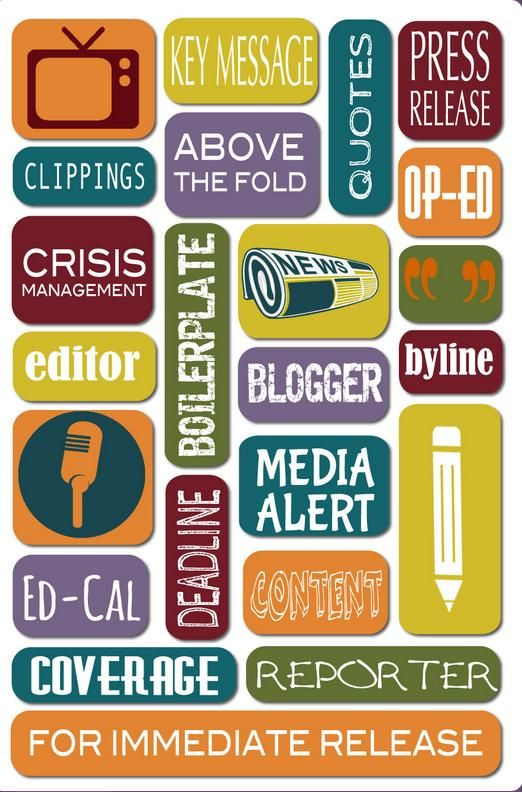 KEY MESSAGE
QUOTES
PRESS
RELEASE
CLIPPINGS
ABOVE
THE FOLD
OP-ED
CRISIS
MANAGEMENT
BOILERPLATE
@NEWS
“ ”
editor
BLOGGER
byline
MEDIA
ALERT
DEADLINE
ED-CAL
CONTENT
COVERAGE
REPORTER
FOR IMMEDIATE RELEASE